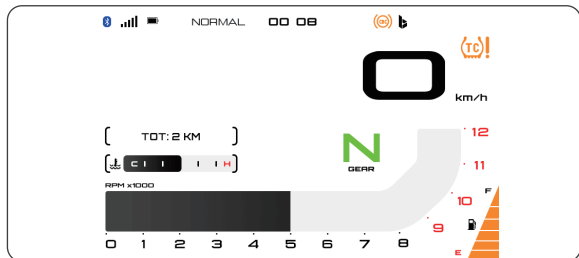 NORMAL 00 08 (CBC) b
(TC)!
0
km/h
TOT: 2 KM
C H
N
GEAR
RPM x1000
0 1 2 3 4 5 6 7 8 9 10 11 12
F
E